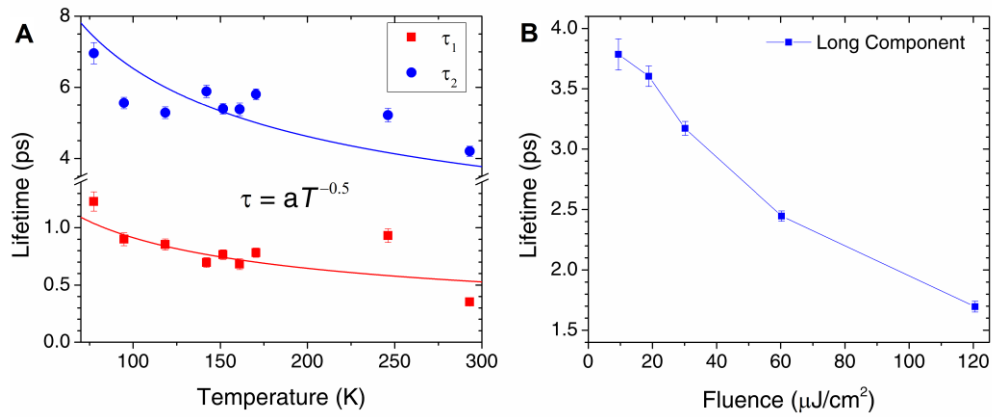 A
τ1
τ2
τ = aT^−0.5
8
6
4
1.0
0.5
0.0
Lifetime (ps)
100
150
200
250
300
Temperature (K)
B
Long Component
4.0
3.5
3.0
2.5
2.0
1.5
Lifetime (ps)
0
20
40
60
80
100
120
Fluence (μJ/cm²)